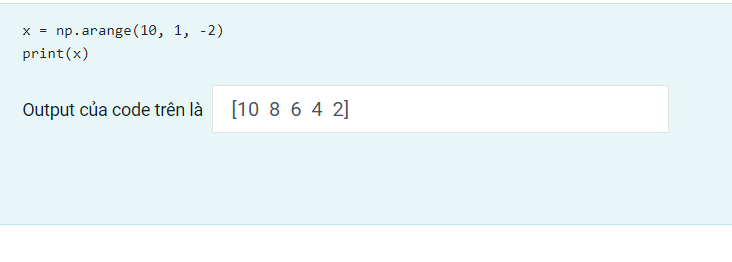 x = np.arange(10, 1, -2)
print(x)
Output của code trên là [10  8  6  4  2]